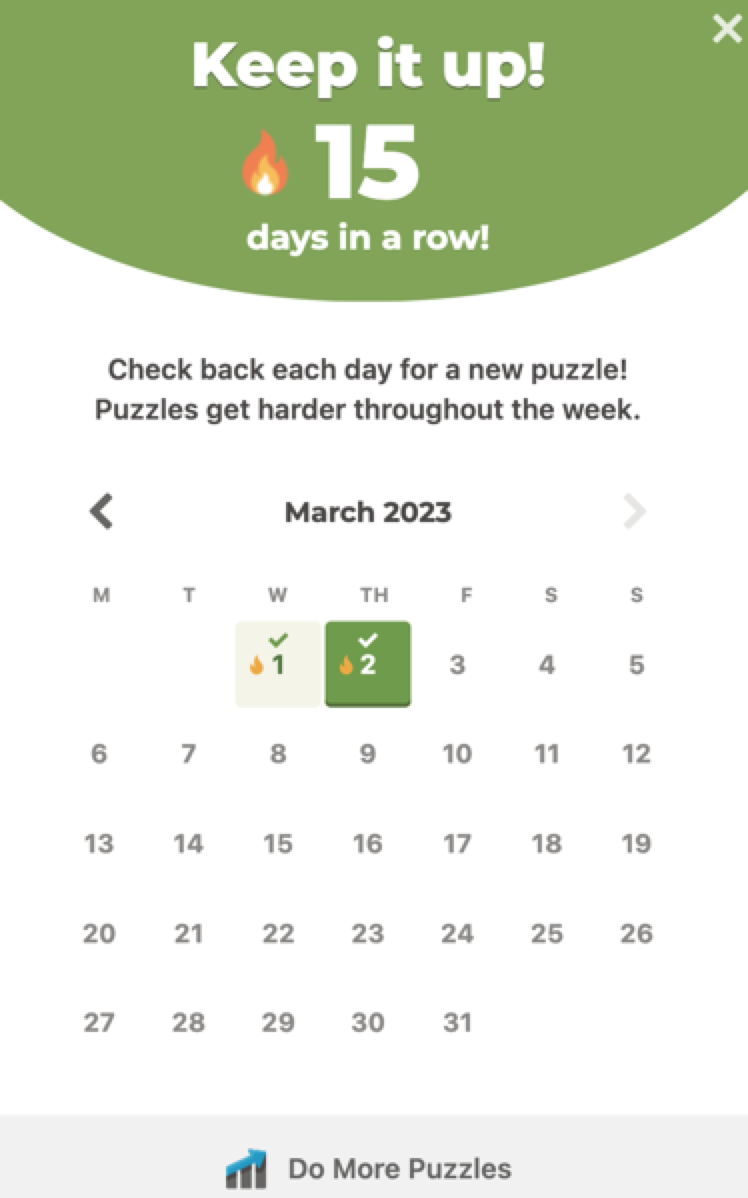 Keep it up!
15
days in a row!
Check back each day for a new puzzle!
Puzzles get harder throughout the week.
March 2023
M T W TH F S S
1 2 3 4 5
6 7 8 9 10 11 12
13 14 15 16 17 18 19
20 21 22 23 24 25 26
27 28 29 30 31
Do More Puzzles